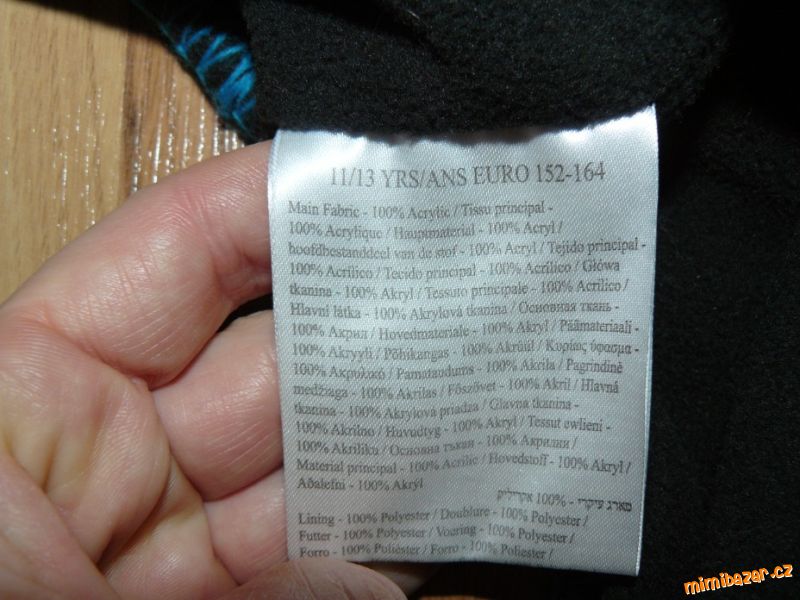 11/13 YRS/ANS EURO 152-164
Main Fabric - 100% Acrylic / Tissu principal -
100% Acrylique / Hauptmaterial - 100% Acryl /
hoofdbestanddeel van de stof - 100% Acryl / Tejido principal -
100% Acrílico / Tecido principal - 100% Acrílico / Główa
tkanina - 100% Akryl / Tessuto principale - 100% Acrilico /
Hlavní látka - 100% Akrylová tkanina / Основная ткань -
100% Акрил / Hovedmateriale - 100% Akryl / Päämateriaali -
100% Akryyli / Põhikangas - 100% Akrüül / Κυρίως ύφασμα -
100% Ακρυλικό / Pamataudums - 100% Akrila / Pagrindinė
medžiaga - 100% Akrilas / Főszövet - 100% Akril / Hlavná
tkanina - 100% Akrylová priadza / Glavna tkanina -
100% Akrilno / Huvudtyg - 100% Akryl / Tessut ewlieni -
100% Akriliku / Основна тъкан - 100% Акрилни /
Material principal - 100% Acrilic / Hovedstoff - 100% Akryl /
Aðalefni - 100% Akrýl
מארג עיקרי - 100% אקריליק
Lining - 100% Polyester / Doublure - 100% Polyester /
Futter - 100% Polyester / Voering - 100% Polyester /
Forro - 100% Poliéster / Forro - 100% Poliester /
mimibazar.cz